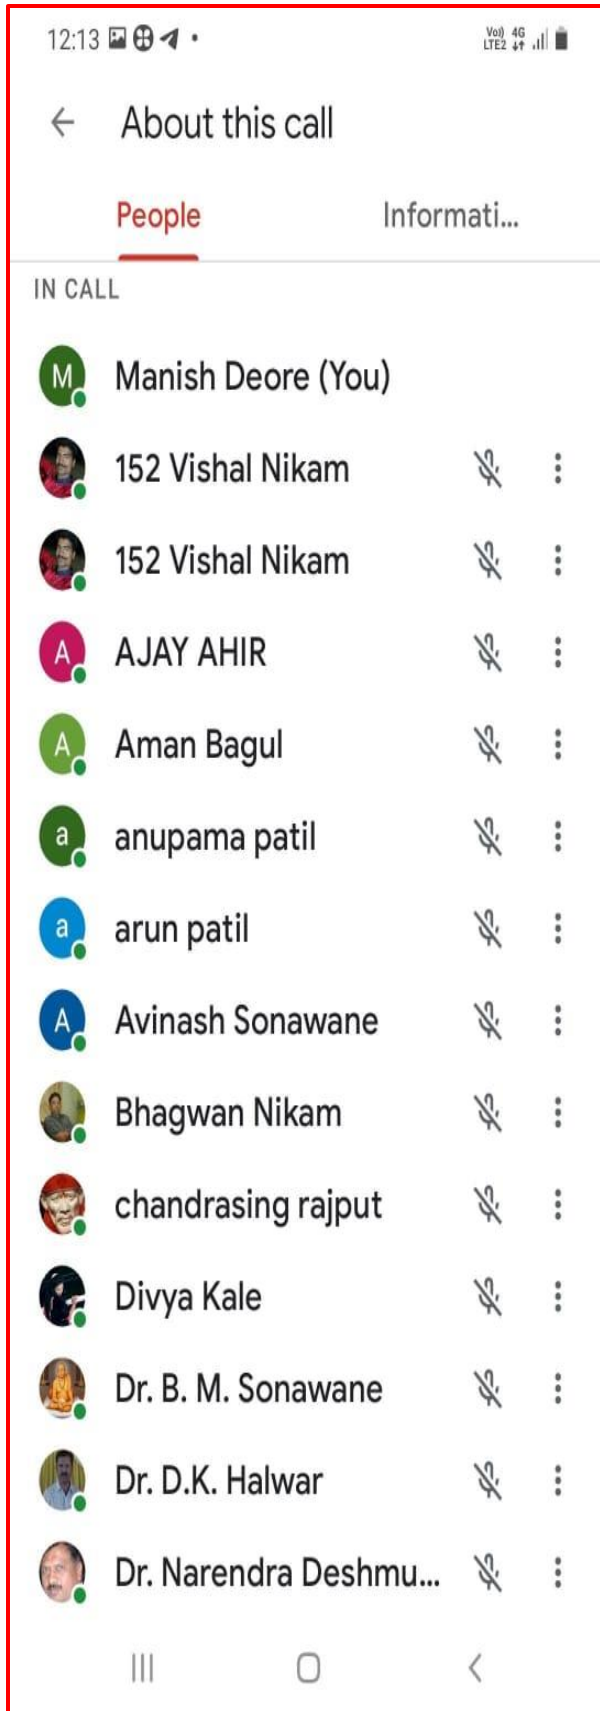 12:13
Vo)) 4G
LTE2
About this call
People Informati...
IN CALL
M Manish Deore (You)
152 Vishal Nikam
152 Vishal Nikam
A AJAY AHIR
A Aman Bagul
a anupama patil
a arun patil
A Avinash Sonawane
Bhagwan Nikam
chandrasing rajput
Divya Kale
Dr. B. M. Sonawane
Dr. D.K. Halwar
Dr. Narendra Deshmu...